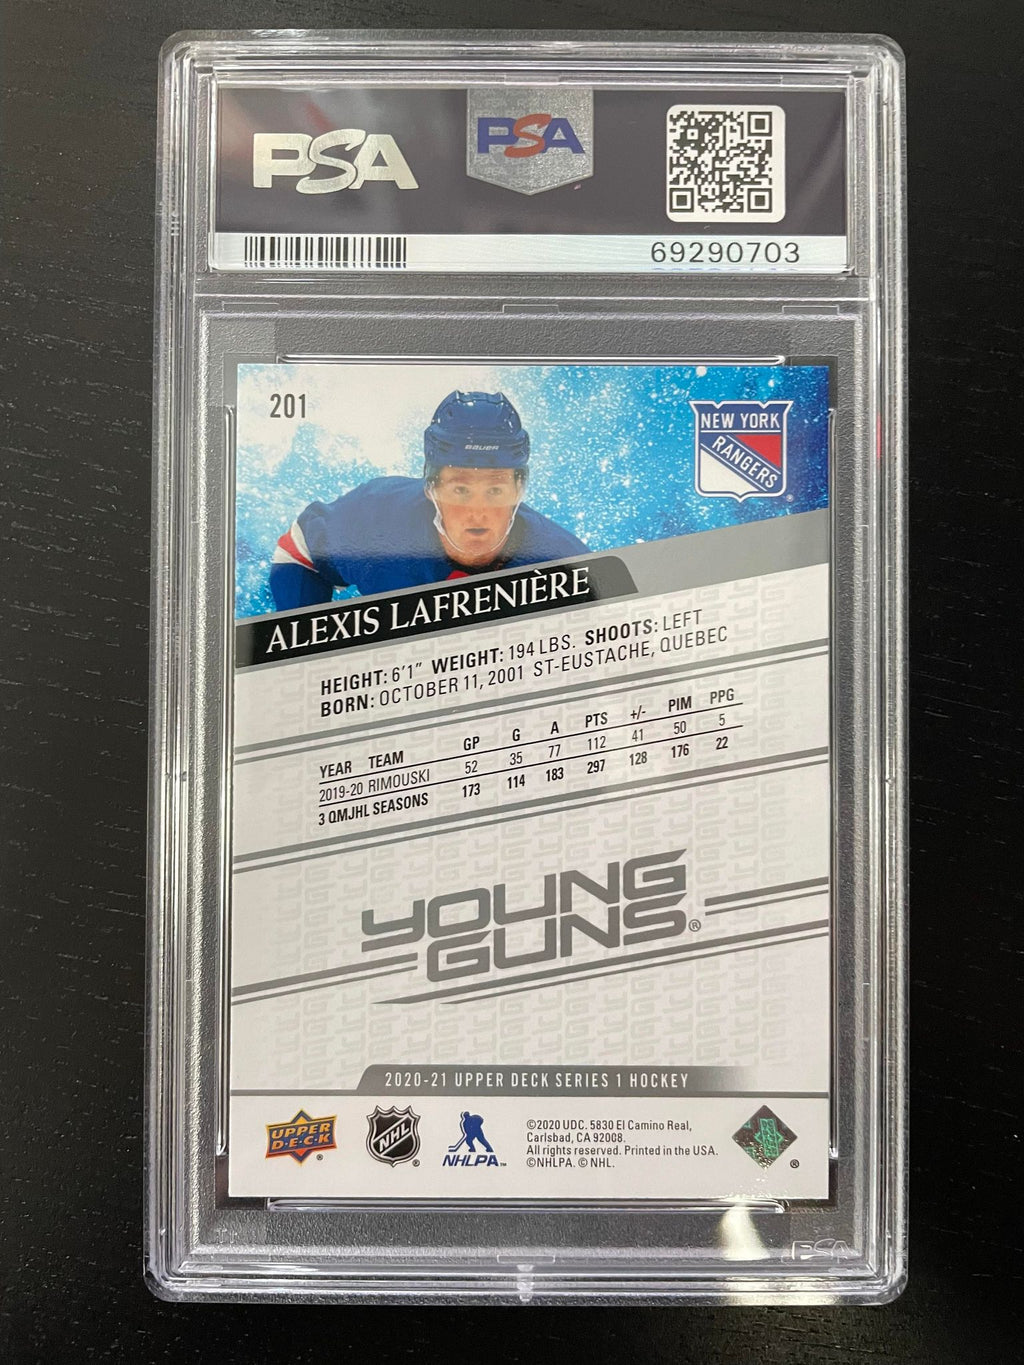 PSA
PSA
69290703
201
BAUER
NEW YORK
RANGERS
ALEXIS LAFRENIÈRE
HEIGHT: 6'1" WEIGHT: 194 LBS. SHOOTS: LEFT
BORN: OCTOBER 11, 2001 ST-EUSTACHE, QUEBEC
YEAR TEAM GP G A PTS +/- PIM PPG
2019-20 RIMOUSKI 52 35 77 112 41 50 5
3 QMJHL SEASONS 173 114 183 297 128 176 22
YOUNG
GUNS®
2020-21 UPPER DECK SERIES 1 HOCKEY
UPPER
D·E·C·K
®
NHL
®
NHLPA™
©2020 UDC. 5830 El Camino Real,
Carlsbad, CA 92008.
All rights reserved. Printed in the USA.
©NHLPA. © NHL.
®
PSA